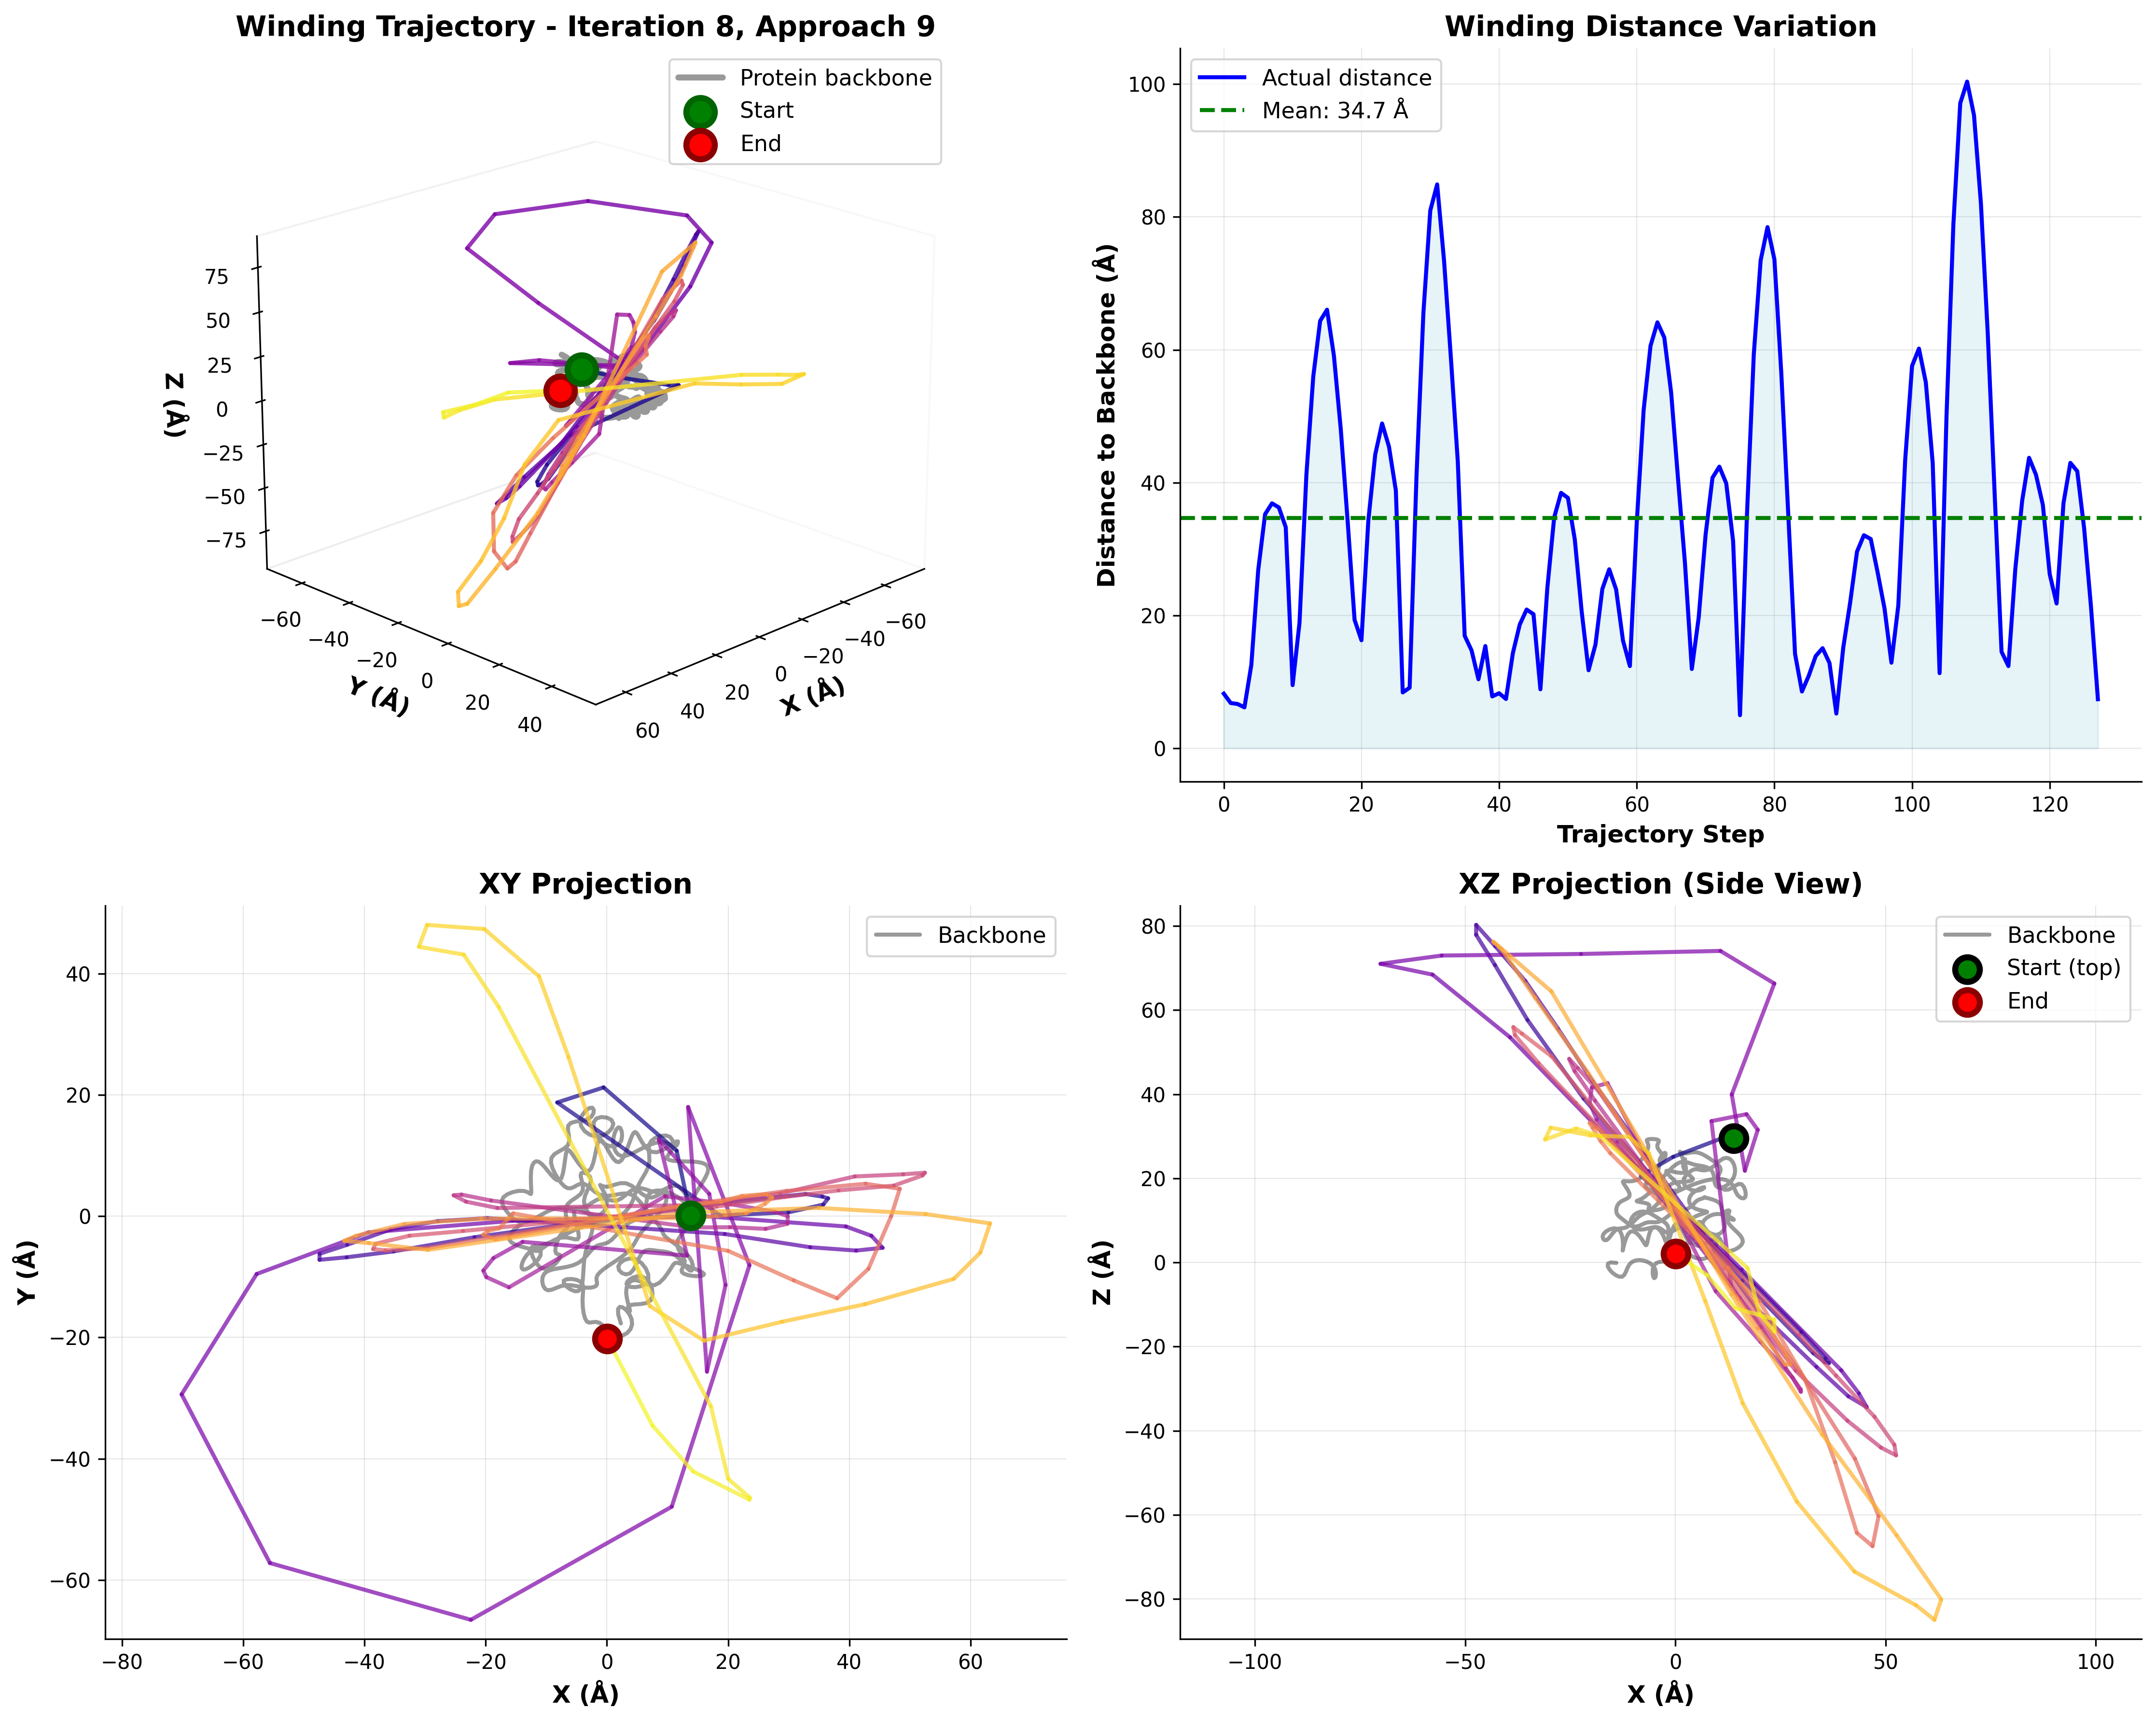 Winding Trajectory - Iteration 8, Approach 9
Protein backbone
Start
End
75
50
25
0
−25
−50
−75
Z (Å)
−60
−40
−20
0
20
40
Y (Å)
60
40
20
0
−20
−40
−60
X (Å)
Winding Distance Variation
Actual distance
Mean: 34.7 Å
100
80
60
40
20
0
Distance to Backbone (Å)
0
20
40
60
80
100
120
Trajectory Step
XY Projection
Backbone
40
20
0
−20
−40
−60
Y (Å)
−80
−60
−40
−20
0
20
40
60
X (Å)
XZ Projection (Side View)
Backbone
Start (top)
End
80
60
40
20
0
−20
−40
−60
−80
Z (Å)
−100
−50
0
50
100
X (Å)